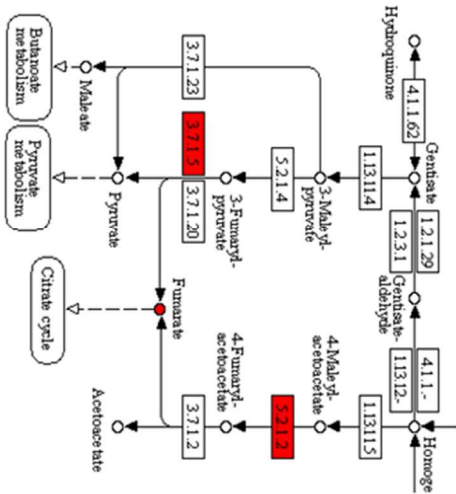 Hydroquinone
4.1.1.62
Gentisate
1.2.1.29
1.2.3.1
Gentisate-
aldehyde
4.1.1.-
1.13.12.-
Homoge
1.13.11.4
1.13.11.5
3-Maleyl-
pyruvate
4-Maleyl-
acetoacetate
5.2.1.4
5.2.1.2
3-Fumaryl-
pyruvate
4-Fumaryl-
acetoacetate
3.7.1.23
3.7.1.5
3.7.1.20
3.7.1.2
Fumarate
Maleate
Pyruvate
Acetoacetate
Butanoate
metabolism
Pyruvate
metabolism
Citrate cycle